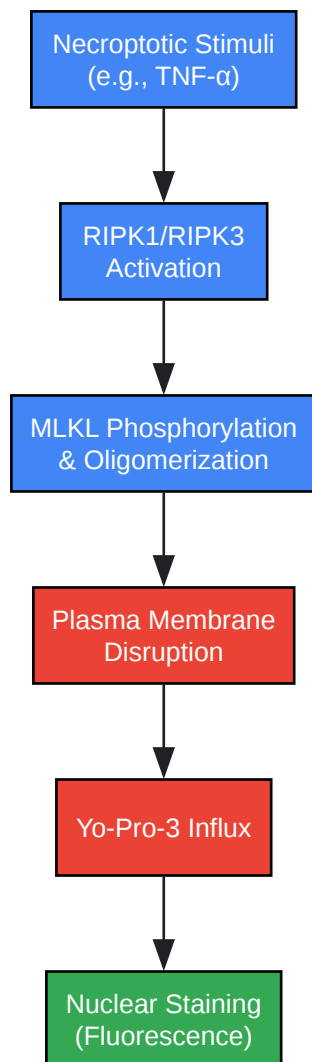 Necroptotic Stimuli
(e.g., TNF-α)
RIPK1/RIPK3
Activation
MLKL Phosphorylation
& Oligomerization
Plasma Membrane
Disruption
Yo-Pro-3 Influx
Nuclear Staining
(Fluorescence)